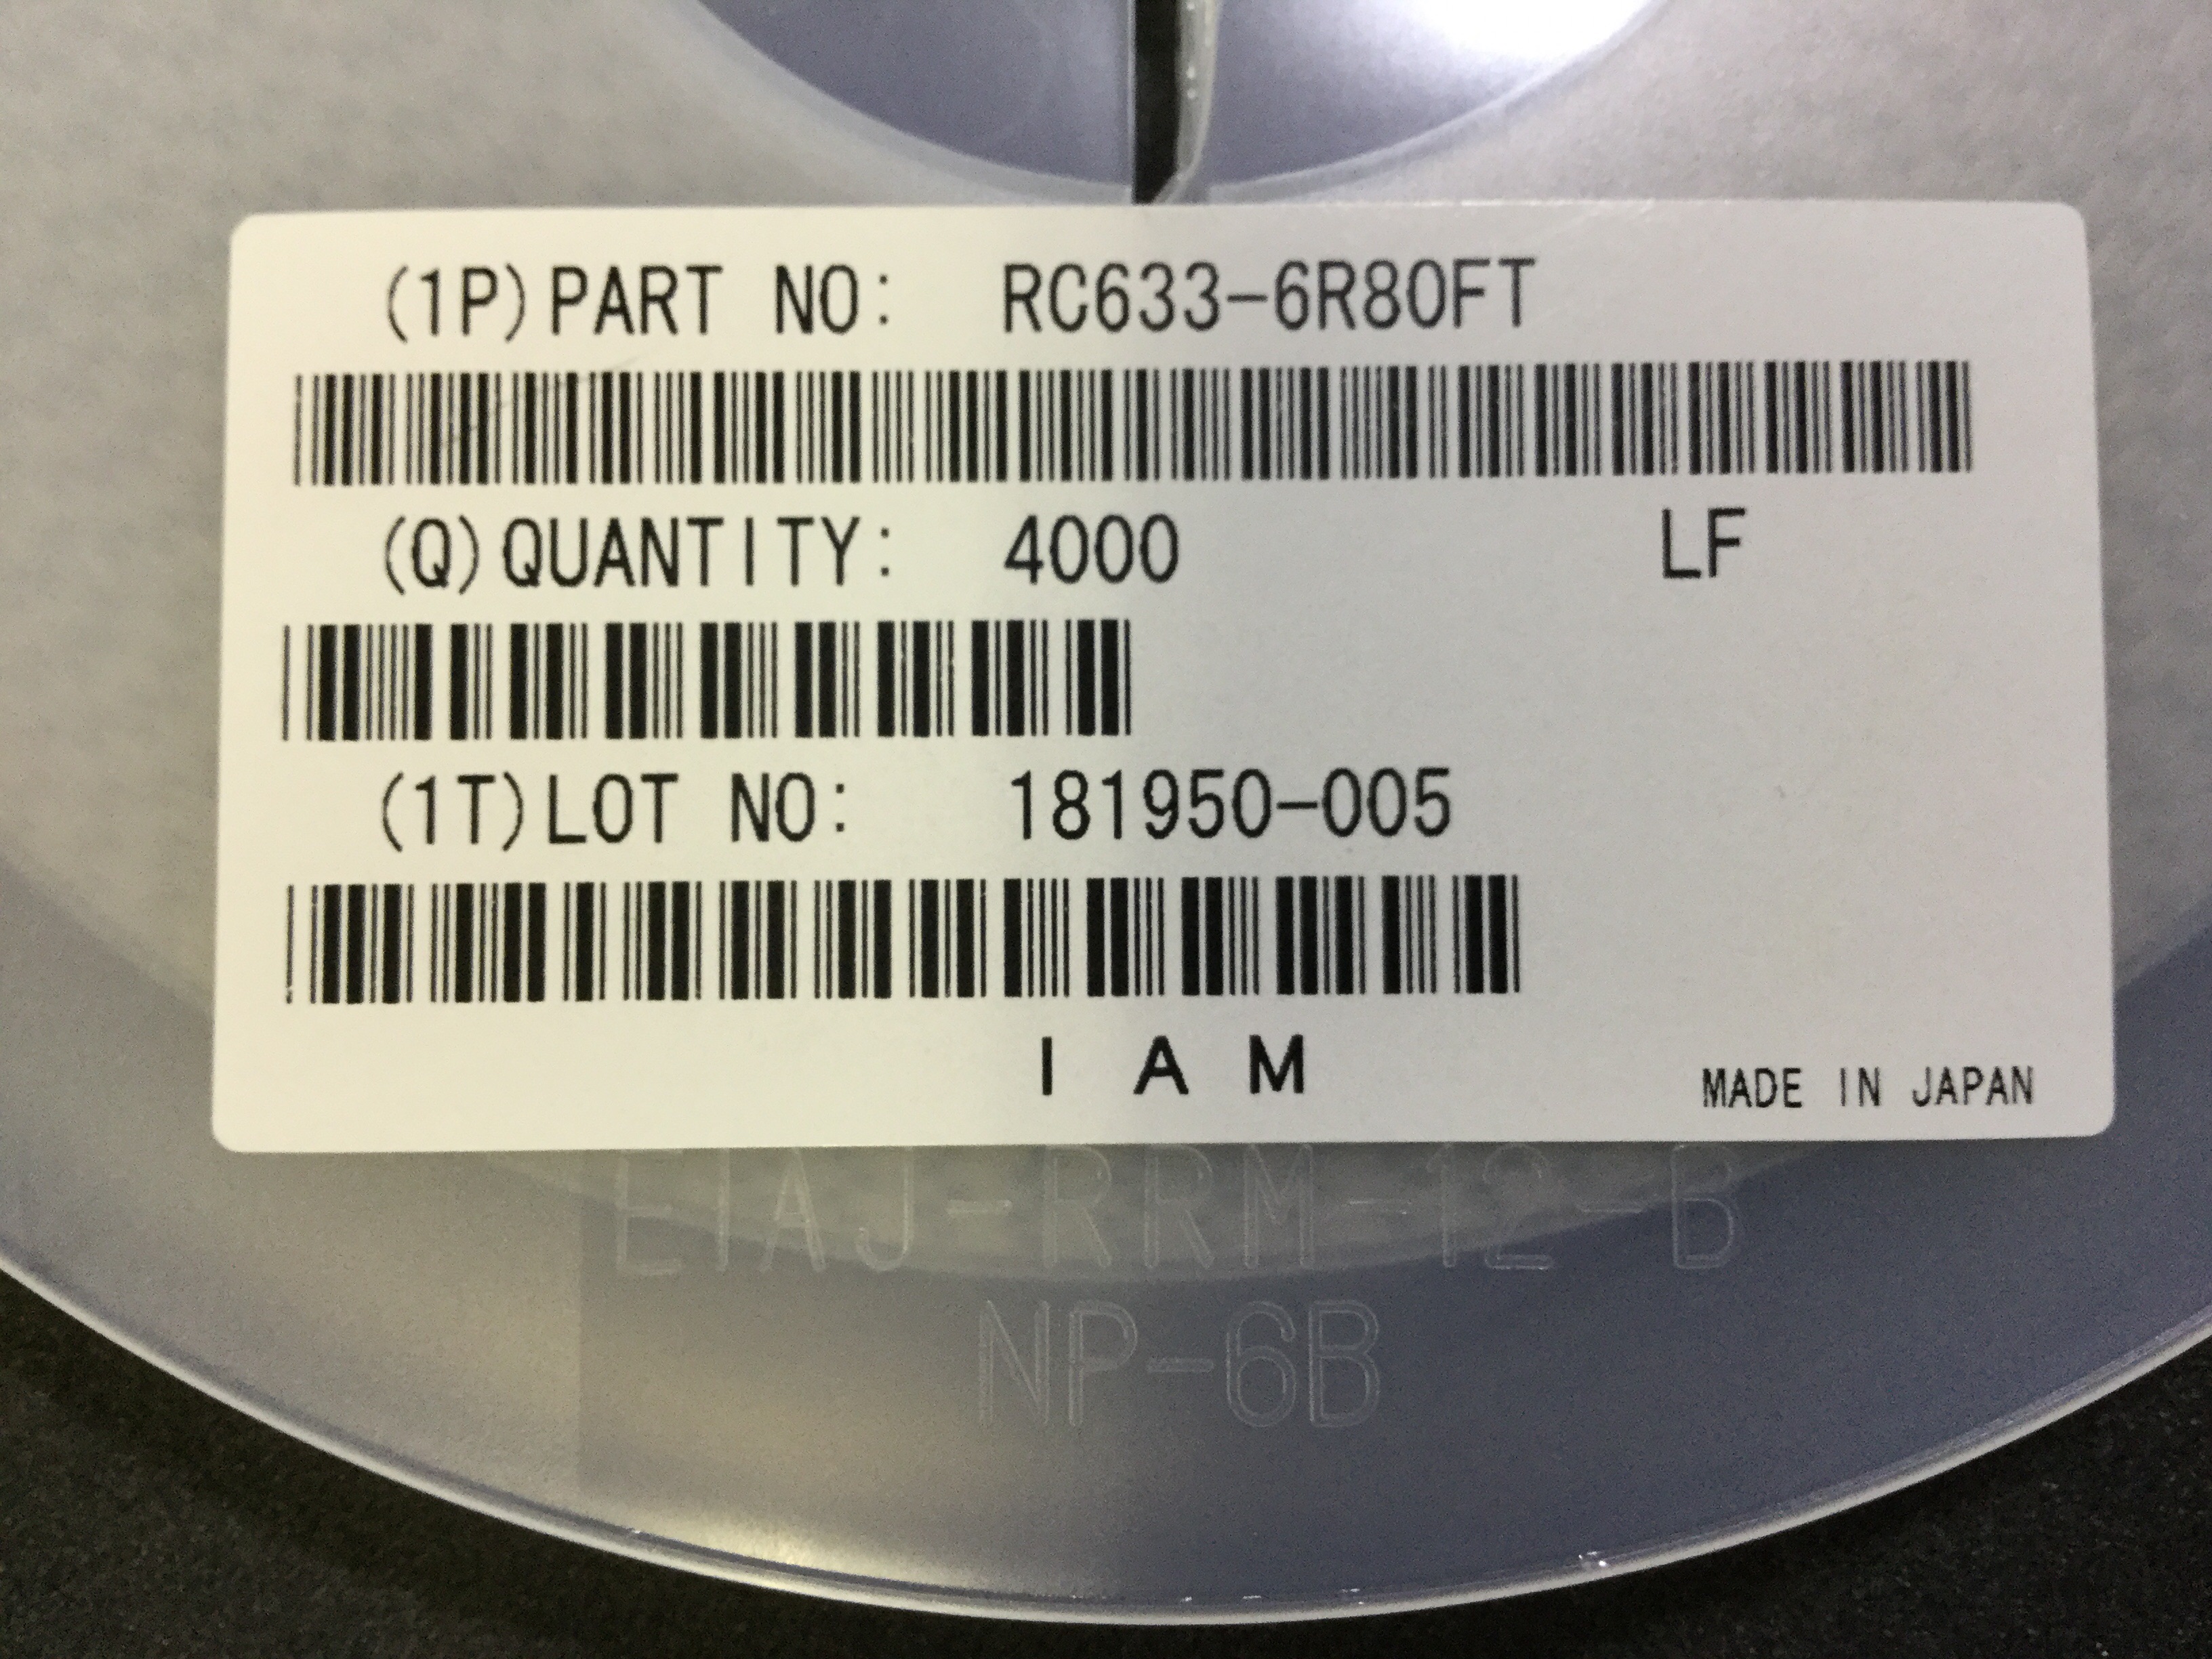 (1P)PART NO: RC633-6R80FT
(Q)QUANTITY: 4000 LF
(1T)LOT NO: 181950-005
I A M
MADE IN JAPAN
EIAJ-RRM-12-B
NP-6B